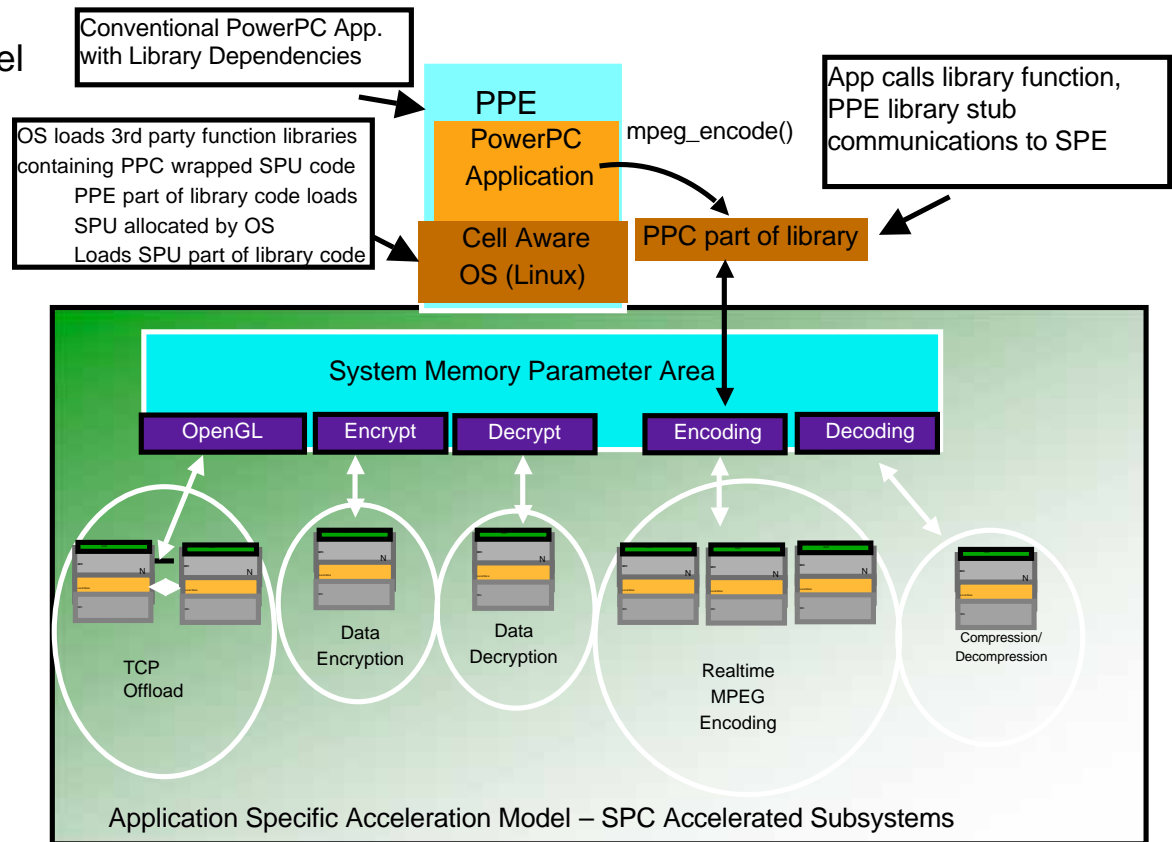 el
Conventional PowerPC App.
with Library Dependencies
OS loads 3rd party function libraries
containing PPC wrapped SPU code
PPE part of library code loads
SPU allocated by OS
Loads SPU part of library code
PPE
PowerPC
Application
Cell Aware
OS (Linux)
mpeg_encode()
PPC part of library
App calls library function,
PPE library stub
communications to SPE
System Memory Parameter Area
OpenGL
Encrypt
Decrypt
Encoding
Decoding
N
N
N
N
N
N
N
N
TCP
Offload
Data
Encryption
Data
Decryption
Realtime
MPEG
Encoding
Compression/
Decompression
Application Specific Acceleration Model – SPC Accelerated Subsystems